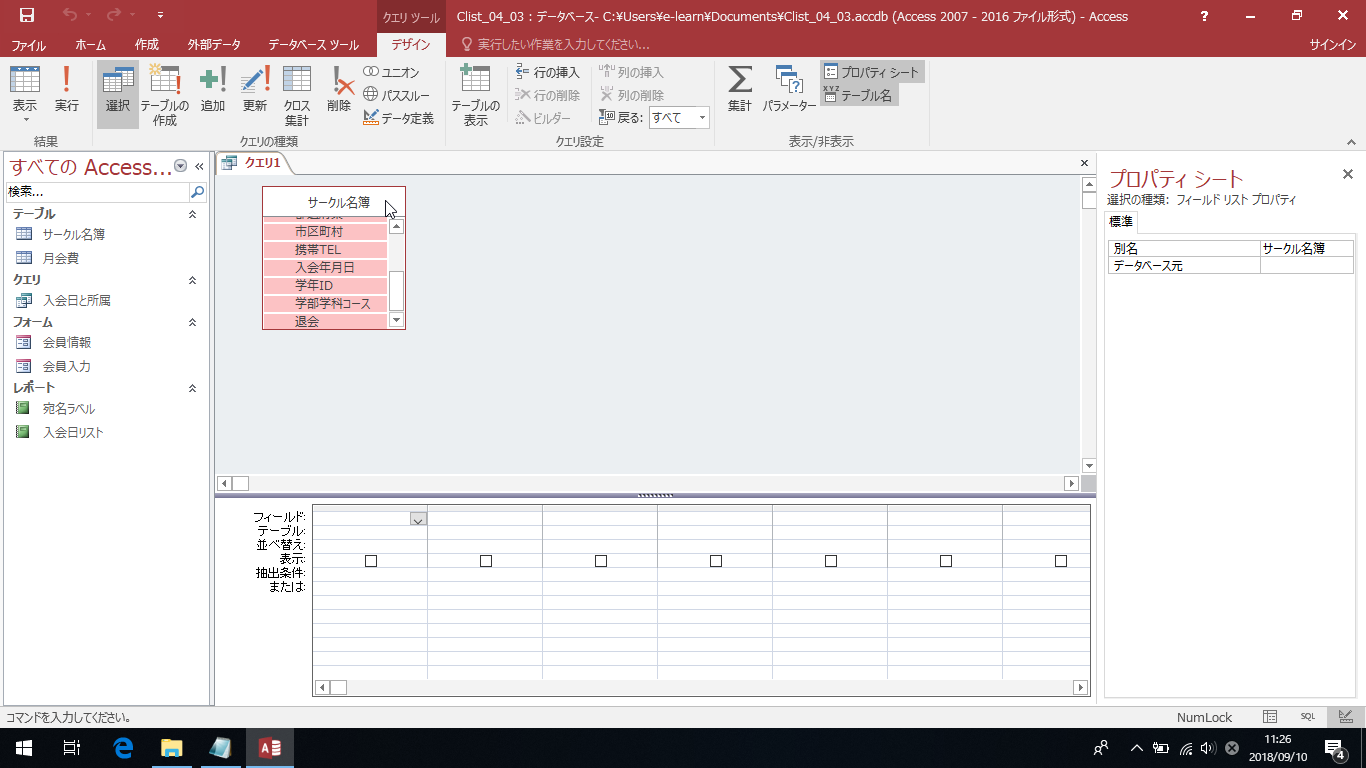 クエリ ツール
Clist_04_03 : データベース- C:¥Users¥e-learn¥Documents¥Clist_04_03.accdb (Access 2007 - 2016 ファイル形式) - Access
?
ファイル ホーム 作成 外部データ データベース ツール デザイン 実行したい作業を入力してください... サインイン
表示 実行
結果
選択 テーブルの作成 追加 更新 クロス集計 削除
ユニオン
パススルー
データ定義
クエリの種類
テーブルの表示
行の挿入
行の削除
ビルダー
列の挿入
列の削除
戻る: すべて
クエリ設定
集計 パラメーター
プロパティ シート
XYZ テーブル名
表示/非表示
すべての Access...
検索...
テーブル
サークル名簿
月会費
クエリ
入会日と所属
フォーム
会員情報
会員入力
レポート
宛名ラベル
入会日リスト
クエリ1
サークル名簿
市区町村
携帯TEL
入会年月日
学年ID
学部学科コース
退会
フィールド:
テーブル:
並べ替え:
表示:
抽出条件:
または:
プロパティ シート
選択の種類: フィールド リスト プロパティ
標準
別名 サークル名簿
データベース元
コマンドを入力してください。
NumLock
SQL
11:26
2018/09/10
4